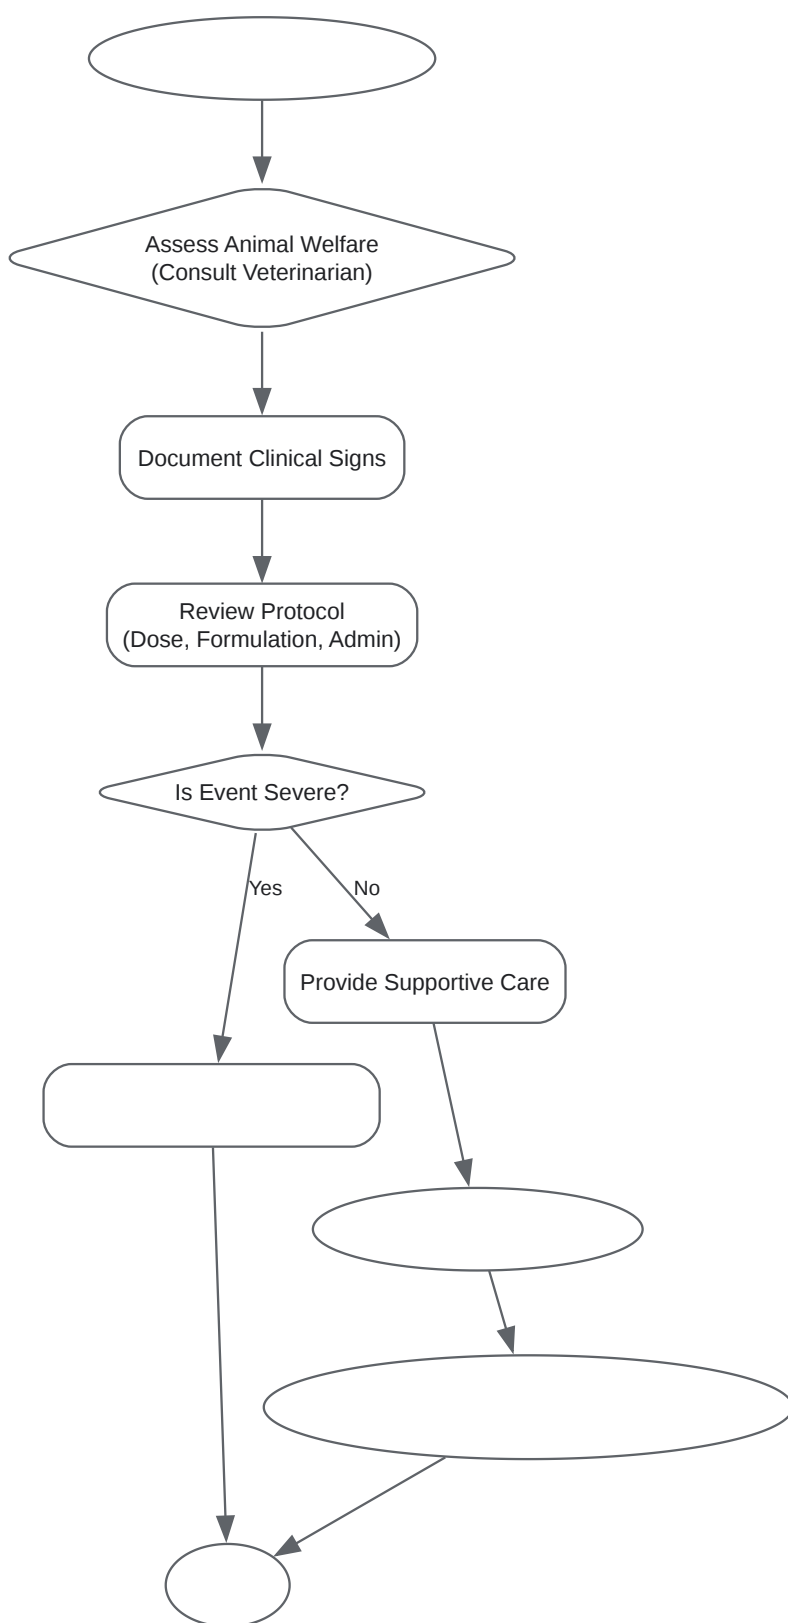 Assess Animal Welfare
(Consult Veterinarian)
Document Clinical Signs
Review Protocol
(Dose, Formulation, Admin)
Is Event Severe?
Yes
No
Provide Supportive Care